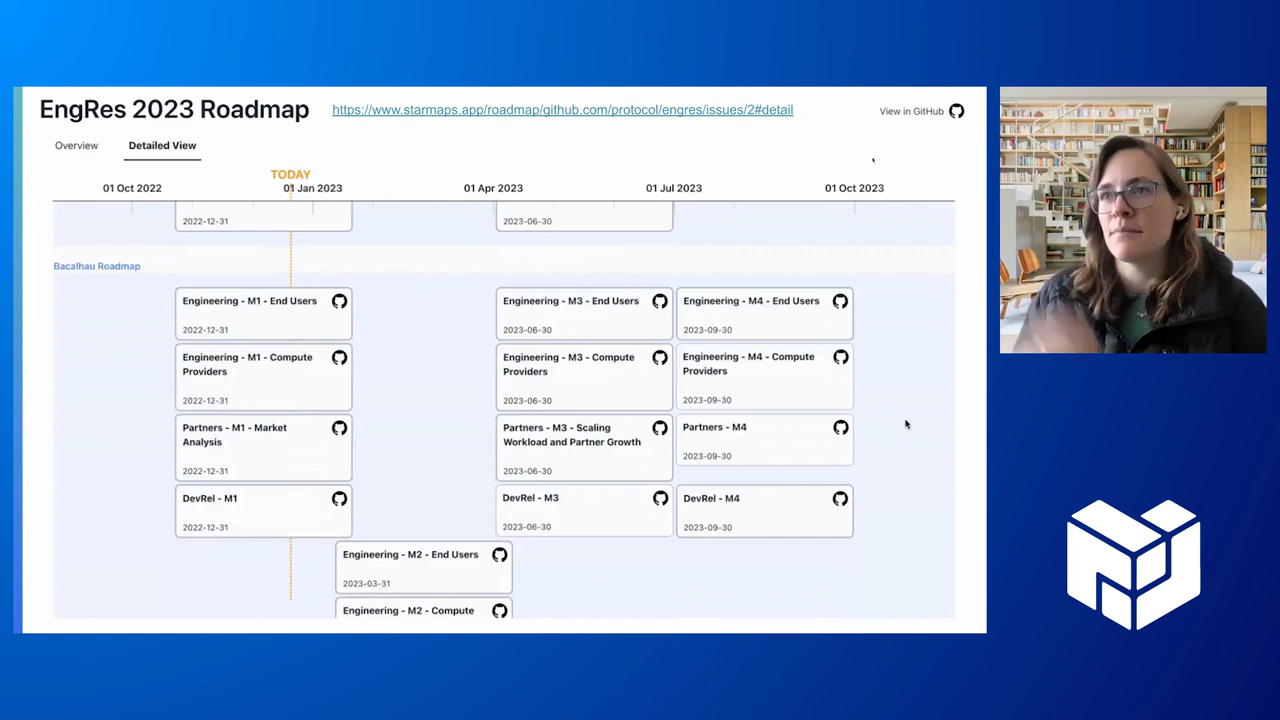 EngRes 2023 Roadmap
https://www.starmaps.app/roadmap/github.com/protocol/engres/issues/2#detail
View in GitHub
Overview
Detailed View
TODAY
01 Oct 2022
01 Jan 2023
01 Apr 2023
01 Jul 2023
01 Oct 2023
2022-12-31
2023-06-30
Bacalhau Roadmap
Engineering - M1 - End Users
2022-12-31
Engineering - M3 - End Users
2023-06-30
Engineering - M4 - End Users
2023-09-30
Engineering - M1 - Compute
Providers
2022-12-31
Engineering - M3 - Compute
Providers
2023-06-30
Engineering - M4 - Compute
Providers
2023-09-30
Partners - M1 - Market
Analysis
2022-12-31
Partners - M3 - Scaling
Workload and Partner Growth
2023-06-30
Partners - M4
2023-09-30
DevRel - M1
2022-12-31
DevRel - M3
2023-06-30
DevRel - M4
2023-09-30
Engineering - M2 - End Users
2023-03-31
Engineering - M2 - Compute